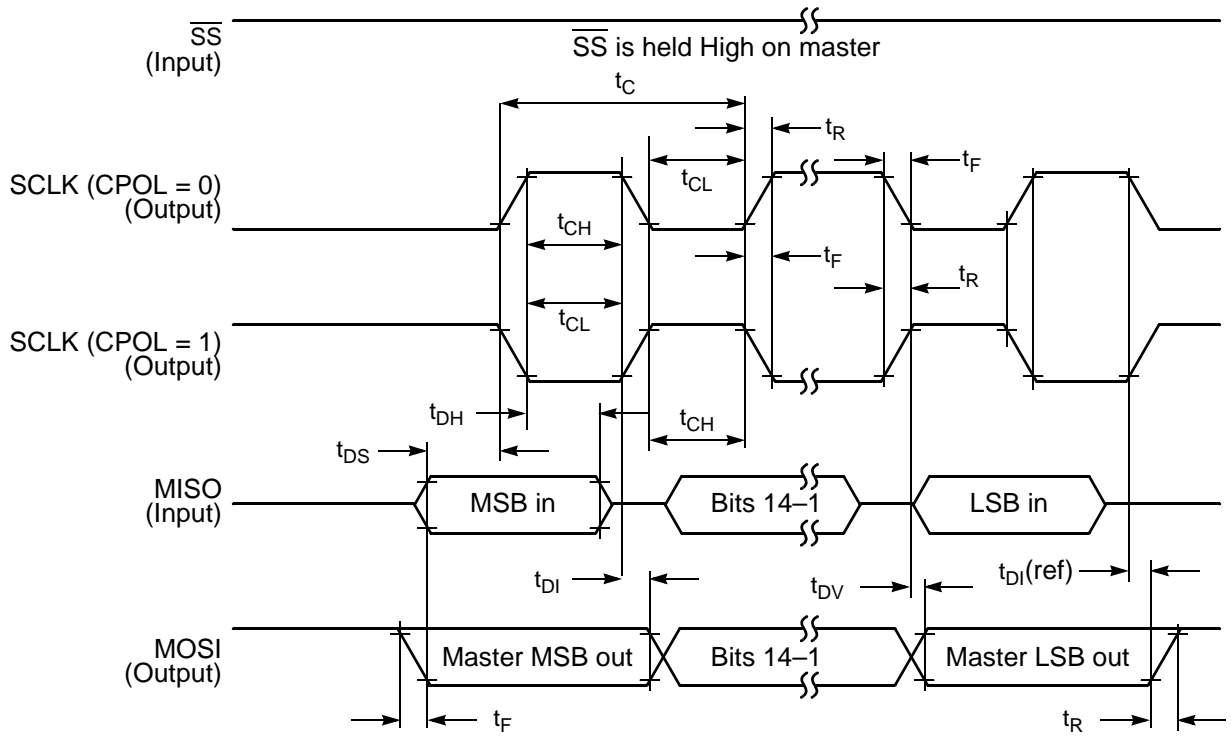 SS
(Input)
SS is held High on master
tC
tR
tF
SCLK (CPOL = 0)
(Output)
tCL
tCH
tF
tR
tCL
SCLK (CPOL = 1)
(Output)
tDH
tCH
tDS
MISO
(Input)
MSB in
Bits 14–1
LSB in
tDI
tDV
tDI(ref)
MOSI
(Output)
Master MSB out
Bits 14–1
Master LSB out
tF
tR